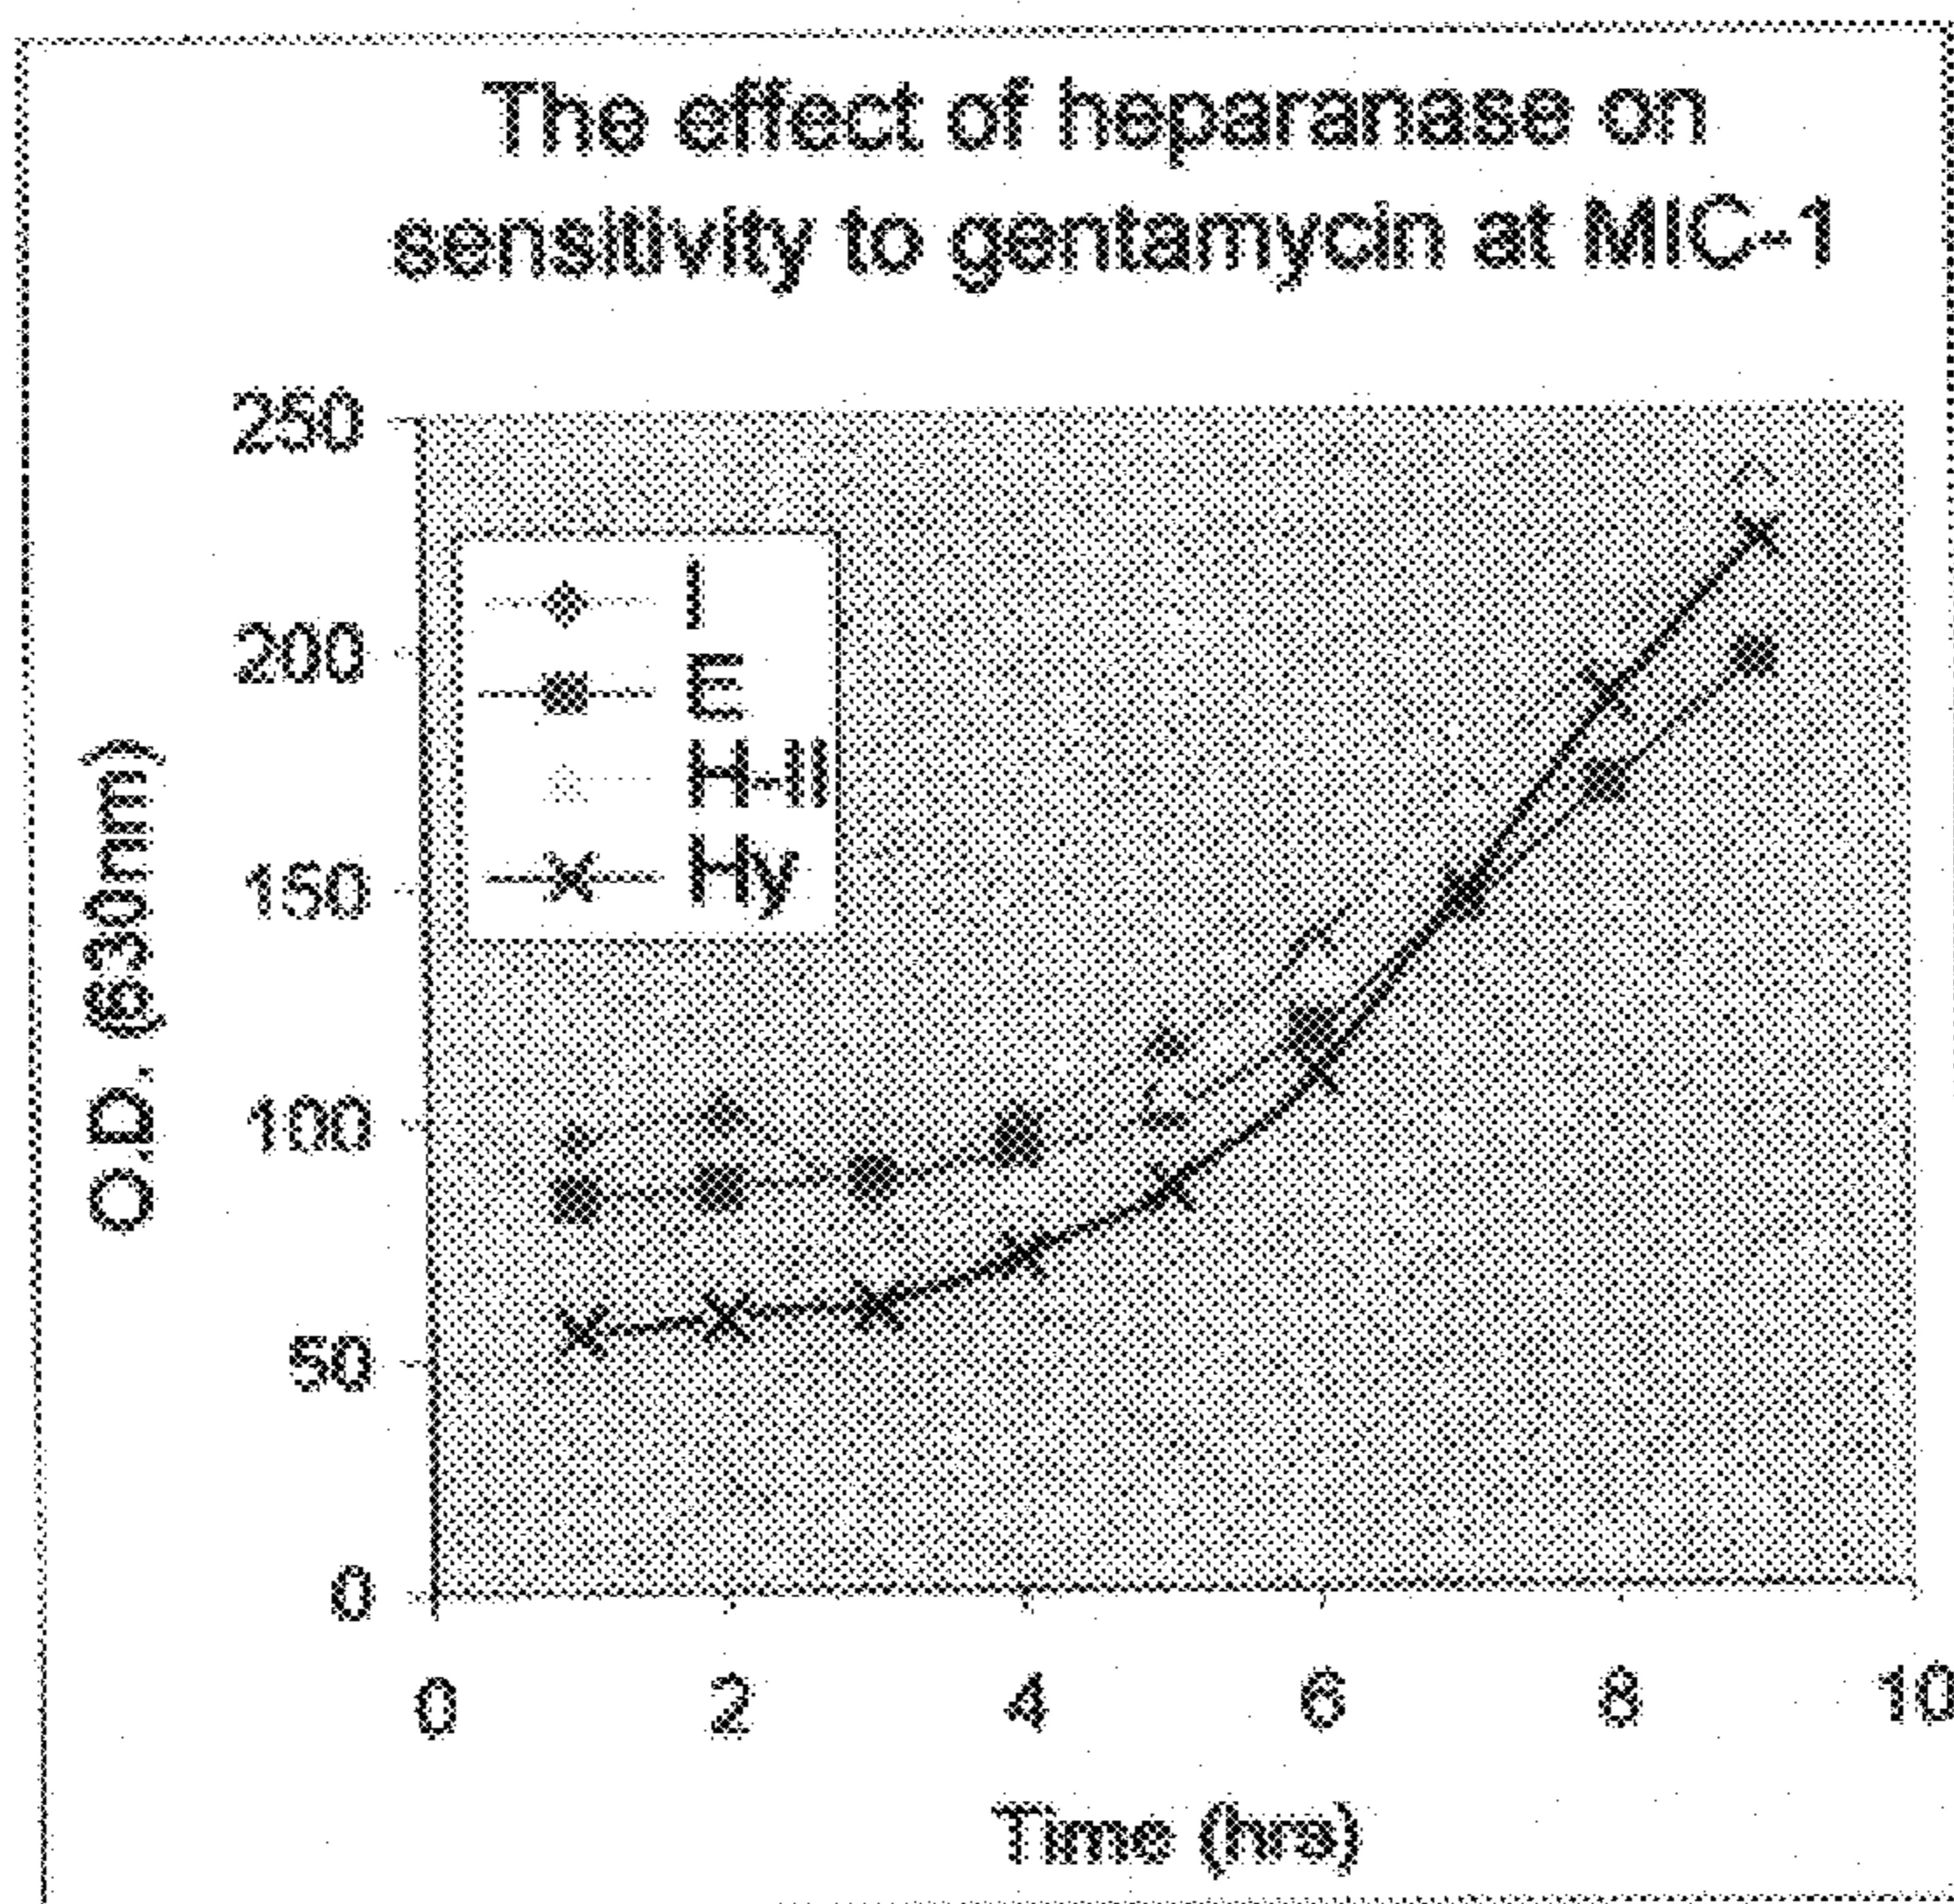 The effect of heparanase on
sensitivity to gentamycin at MIC-1
250
200
150
100
50
0
I
E
H-II
Hy
O.D. (630nm)
0 2 4 6 8 10
Time (hrs)